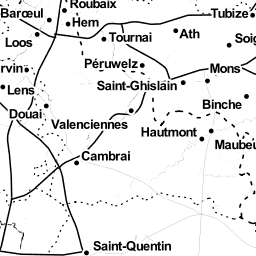 Roubaix
Barœul
Tubize
Hem
Loos
Tournai
Ath
Soig
Péruwelz
rvin
Mons
Saint-Ghislain
Lens
Binche
Douai
Valenciennes
Hautmont
Maubeu
Cambrai
Saint-Quentin